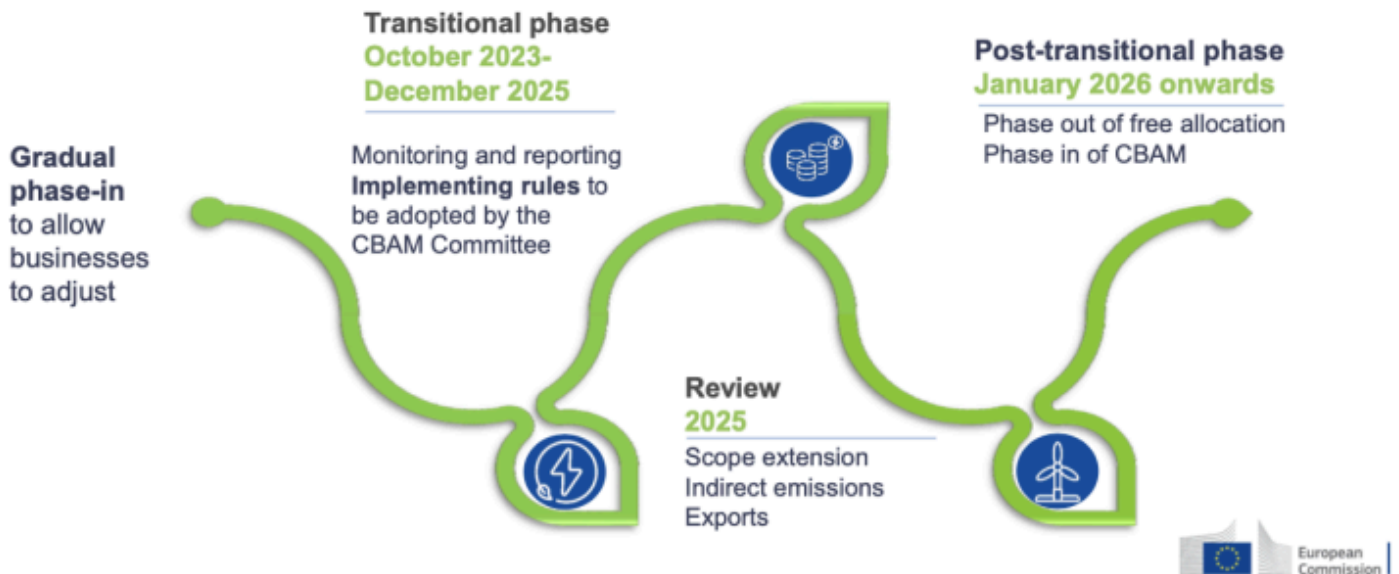 Gradual
phase-in
to allow
businesses
to adjust
Transitional phase
October 2023-
December 2025
Monitoring and reporting
Implementing rules to
be adopted by the
CBAM Committee
Review
2025
Scope extension
Indirect emissions
Exports
Post-transitional phase
January 2026 onwards
Phase out of free allocation
Phase in of CBAM
European
Commission